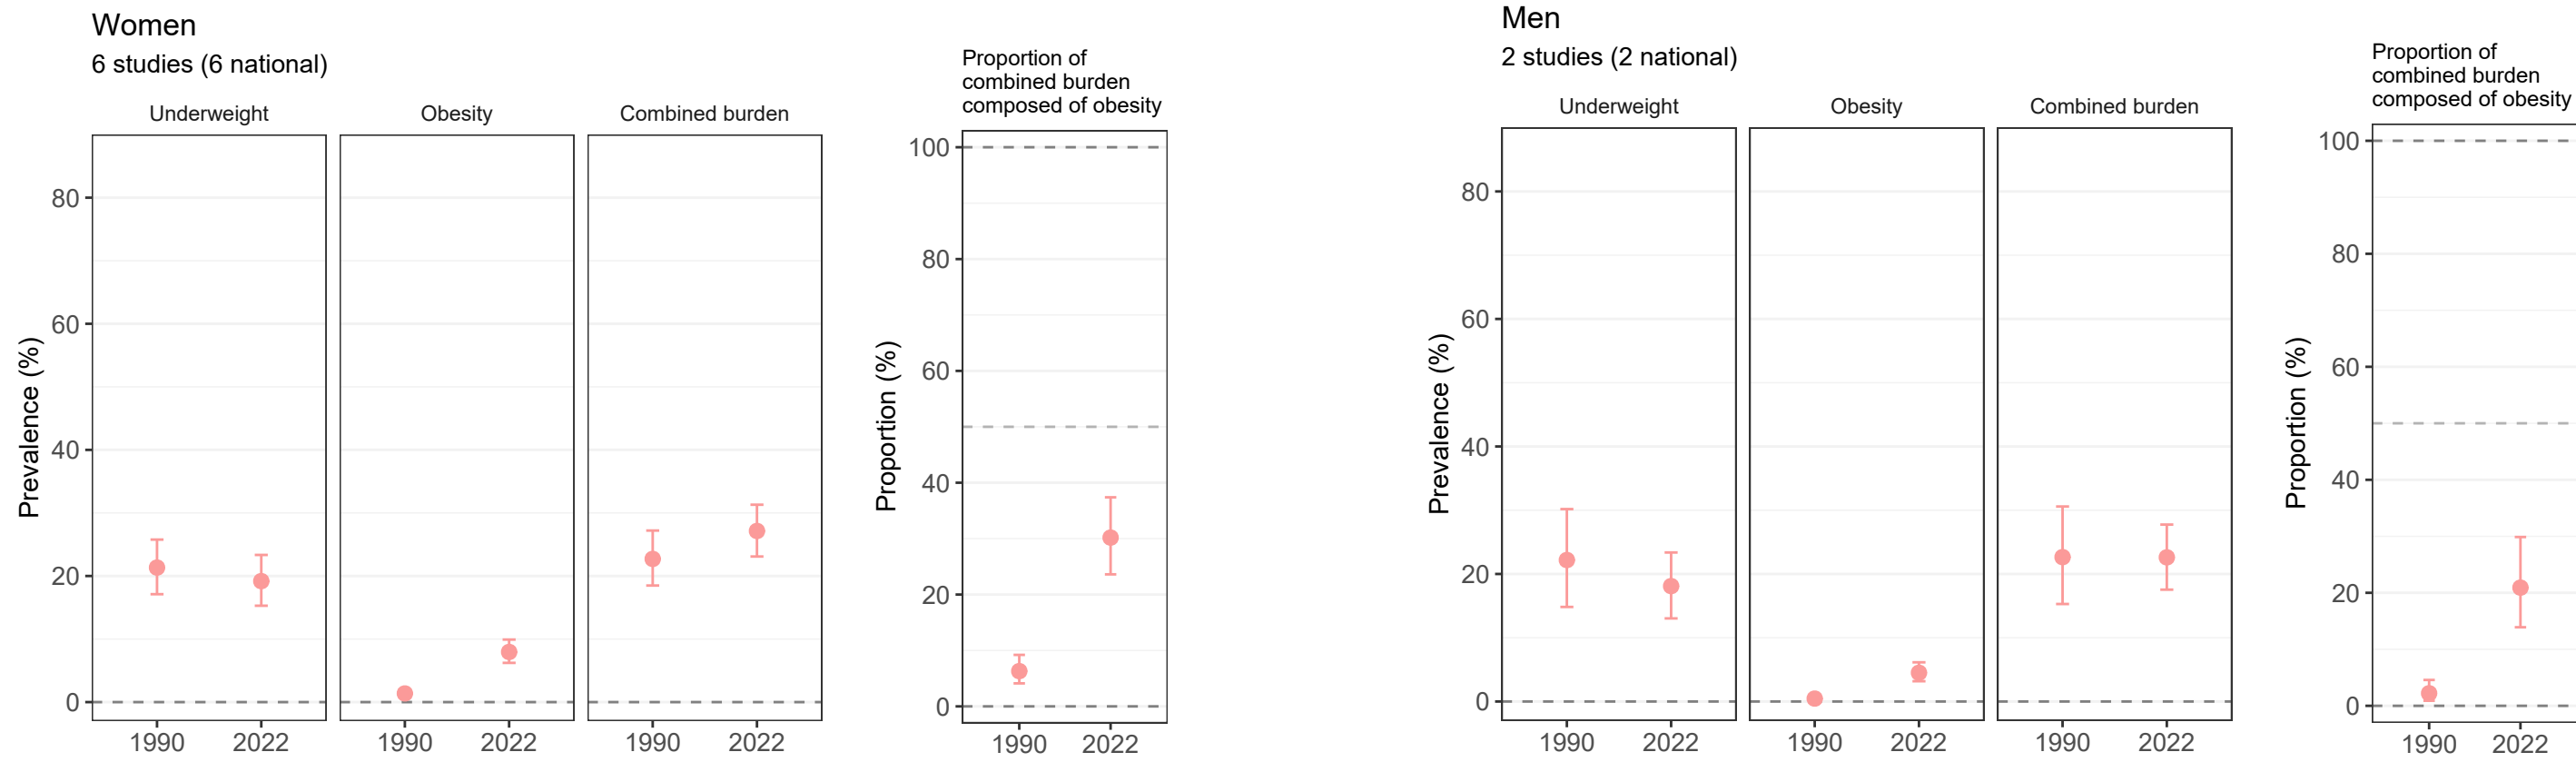 Women
6 studies (6 national)
Underweight
Obesity
Combined burden
Prevalence (%)
80
60
40
20
0
1990 2022
1990 2022
1990 2022
Proportion of
combined burden
composed of obesity
Proportion (%)
100
80
60
40
20
0
1990 2022
Men
2 studies (2 national)
Underweight
Obesity
Combined burden
Prevalence (%)
80
60
40
20
0
1990 2022
1990 2022
1990 2022
Proportion of
combined burden
composed of obesity
Proportion (%)
100
80
60
40
20
0
1990 2022